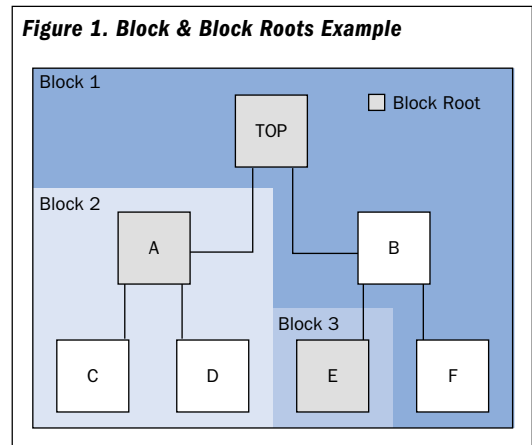 Figure 1. Block & Block Roots Example
Block 1
Block Root
TOP
Block 2
A
B
Block 3
C
D
E
F